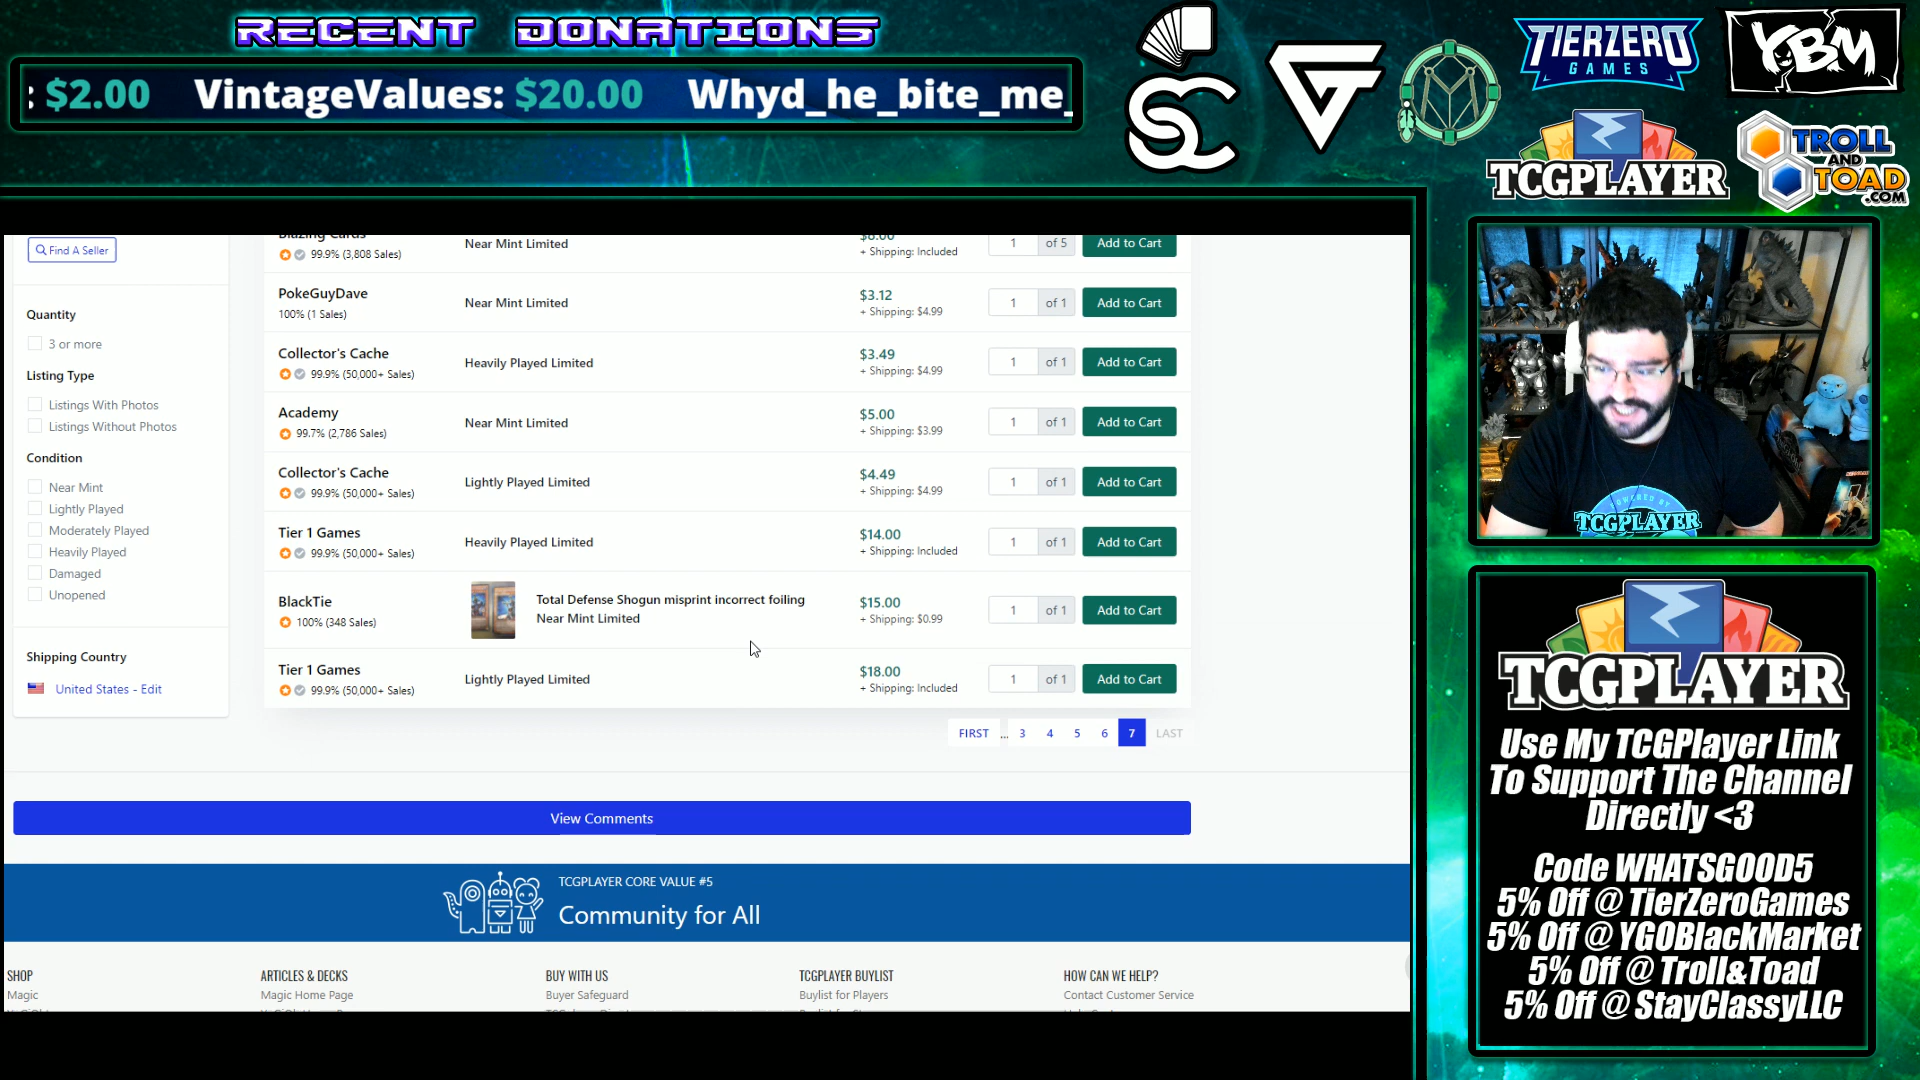 RECENT DONATIONS
: $2.00 VintageValues: $20.00 Whyd_he_bite_me_
SC
TIERZERO
GAMES
YBM
TCGPLAYER
TROLL
AND
TOAD
.COM
Find A Seller
Quantity
3 or more
Listing Type
Listings With Photos
Listings Without Photos
Condition
Near Mint
Lightly Played
Moderately Played
Heavily Played
Damaged
Unopened
Shipping Country
United States - Edit
Blazing Cards
99.9% (3,808 Sales)
Near Mint Limited
$8.00
+ Shipping: Included
1 of 5 Add to Cart
PokeGuyDave
100% (1 Sales)
Near Mint Limited
$3.12
+ Shipping: $4.99
1 of 1 Add to Cart
Collector's Cache
99.9% (50,000+ Sales)
Heavily Played Limited
$3.49
+ Shipping: $4.99
1 of 1 Add to Cart
Academy
99.7% (2,786 Sales)
Near Mint Limited
$5.00
+ Shipping: $3.99
1 of 1 Add to Cart
Collector's Cache
99.9% (50,000+ Sales)
Lightly Played Limited
$4.49
+ Shipping: $4.99
1 of 1 Add to Cart
Tier 1 Games
99.9% (50,000+ Sales)
Heavily Played Limited
$14.00
+ Shipping: Included
1 of 1 Add to Cart
BlackTie
100% (348 Sales)
Total Defense Shogun misprint incorrect foiling
Near Mint Limited
$15.00
+ Shipping: $0.99
1 of 1 Add to Cart
Tier 1 Games
99.9% (50,000+ Sales)
Lightly Played Limited
$18.00
+ Shipping: Included
1 of 1 Add to Cart
FIRST ... 3 4 5 6 7 LAST
View Comments
TCGPLAYER CORE VALUE #5
Community for All
SHOP
Magic
ARTICLES & DECKS
Magic Home Page
BUY WITH US
Buyer Safeguard
TCGPLAYER BUYLIST
Buylist for Players
HOW CAN WE HELP?
Contact Customer Service
POWERED BY
TCGPLAYER
TCGPLAYER
Use My TCGPlayer Link
To Support The Channel
Directly <3
Code WHATSGOOD5
5% Off @ TierZeroGames
5% Off @ YGOBlackMarket
5% Off @ Troll&Toad
5% Off @ StayClassyLLC